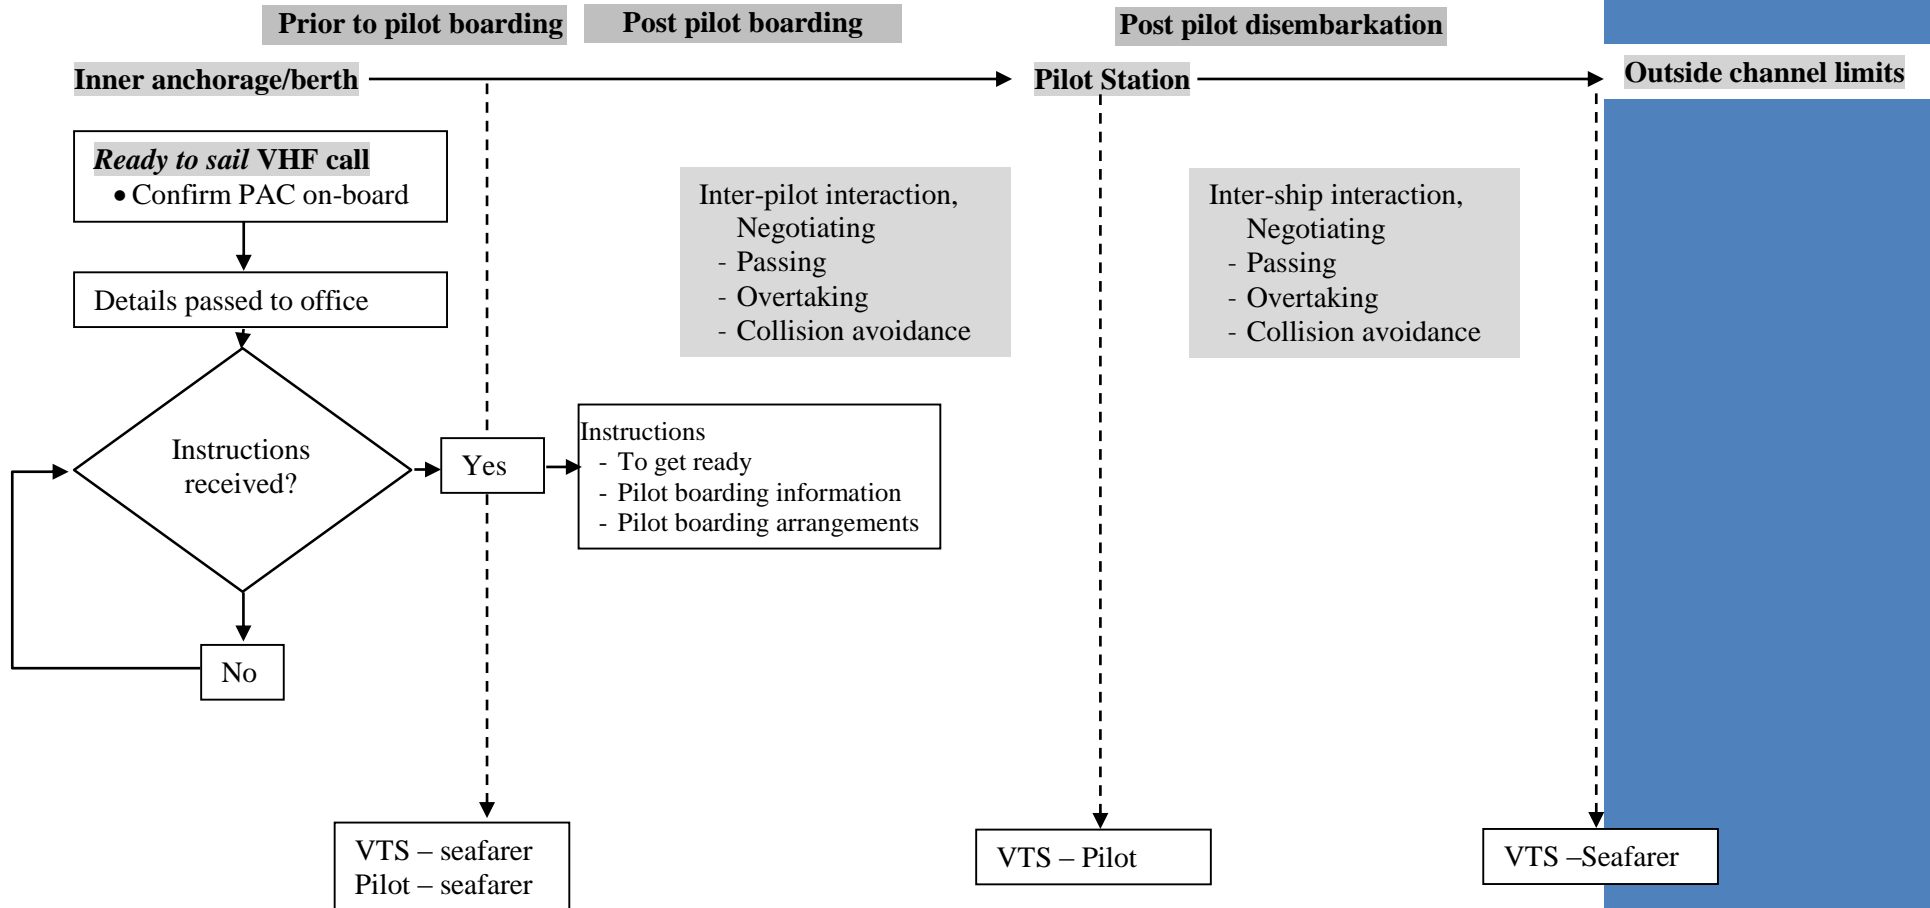 Prior to pilot boarding
Post pilot boarding
Post pilot disembarkation
Inner anchorage/berth
Pilot Station
Outside channel limits
Ready to sail VHF call
• Confirm PAC on-board
Details passed to office
Instructions
received?
Yes
No
Instructions
- To get ready
- Pilot boarding information
- Pilot boarding arrangements
Inter-pilot interaction,
Negotiating
- Passing
- Overtaking
- Collision avoidance
Inter-ship interaction,
Negotiating
- Passing
- Overtaking
- Collision avoidance
VTS – seafarer
Pilot – seafarer
VTS – Pilot
VTS –Seafarer